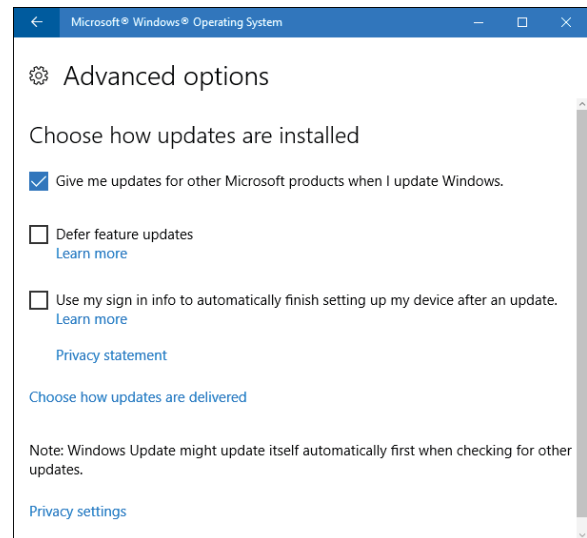 Microsoft® Windows® Operating System
Advanced options
Choose how updates are installed
Give me updates for other Microsoft products when I update Windows.
Defer feature updates
Learn more
Use my sign in info to automatically finish setting up my device after an update.
Learn more
Privacy statement
Choose how updates are delivered
Note: Windows Update might update itself automatically first when checking for other
updates.
Privacy settings